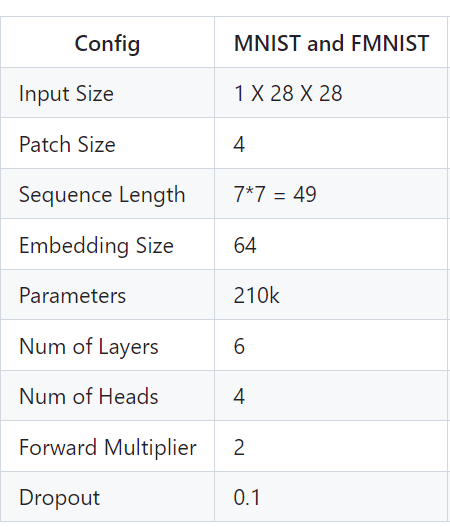 Config MNIST and FMNIST
Input Size 1 X 28 X 28
Patch Size 4
Sequence Length 7*7 = 49
Embedding Size 64
Parameters 210k
Num of Layers 6
Num of Heads 4
Forward Multiplier 2
Dropout 0.1